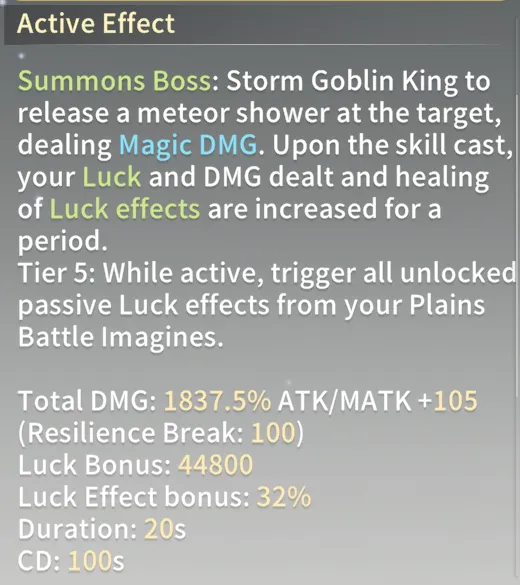 Active Effect
Summons Boss: Storm Goblin King to
release a meteor shower at the target,
dealing Magic DMG. Upon the skill cast,
your Luck and DMG dealt and healing
of Luck effects are increased for a
period.
Tier 5: While active, trigger all unlocked
passive Luck effects from your Plains
Battle Imagines.
Total DMG: 1837.5% ATK/MATK +105
(Resilience Break: 100)
Luck Bonus: 44800
Luck Effect bonus: 32%
Duration: 20s
CD: 100s